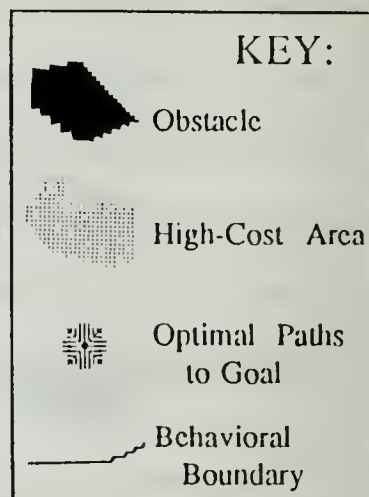 KEY:
Obstacle
High-Cost Area
Optimal Paths
to Goal
Behavioral
Boundary